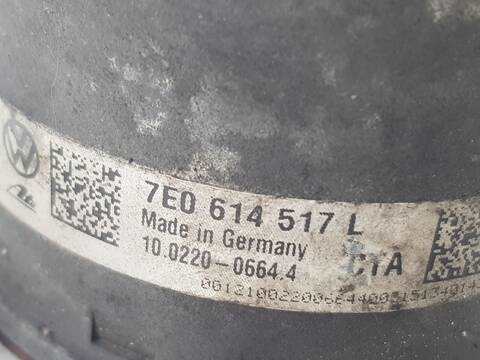 7E0 614 517 L
Made in Germany
10.0220-0664.4 CTA